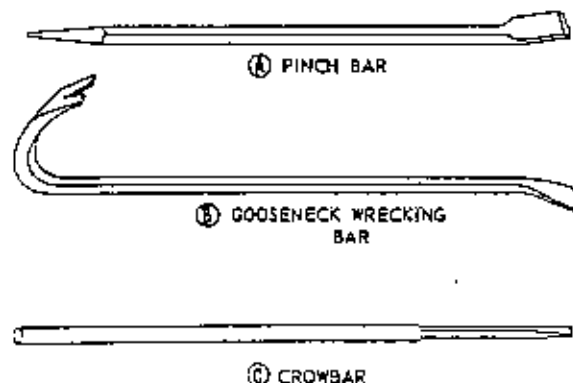 Ⓐ PINCH BAR
Ⓑ GOOSENECK WRECKING
BAR
Ⓒ CROWBAR